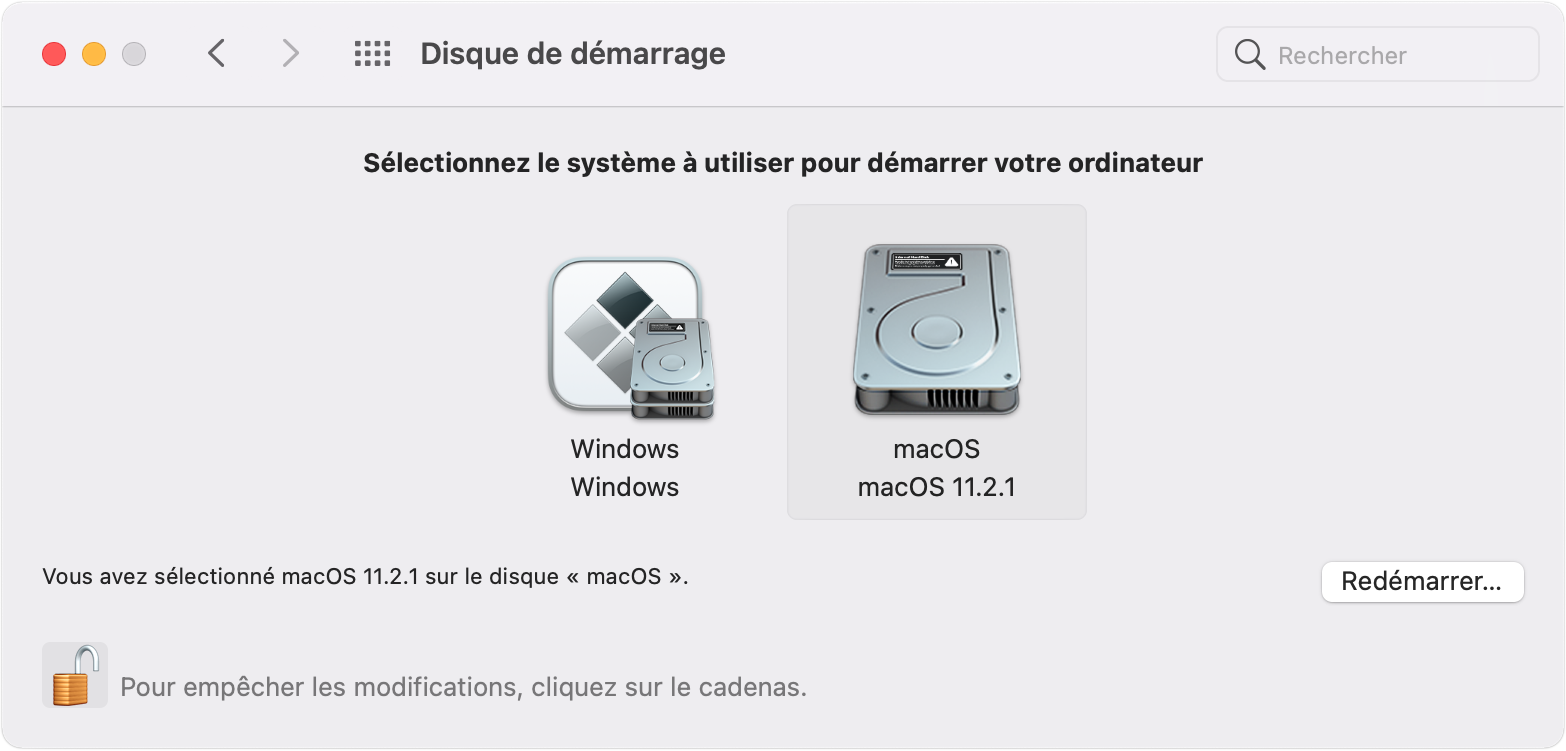 Disque de démarrage
Rechercher
Sélectionnez le système à utiliser pour démarrer votre ordinateur
Windows
Windows
macOS
macOS 11.2.1
Vous avez sélectionné macOS 11.2.1 sur le disque « macOS ».
Redémarrer...
Pour empêcher les modifications, cliquez sur le cadenas.